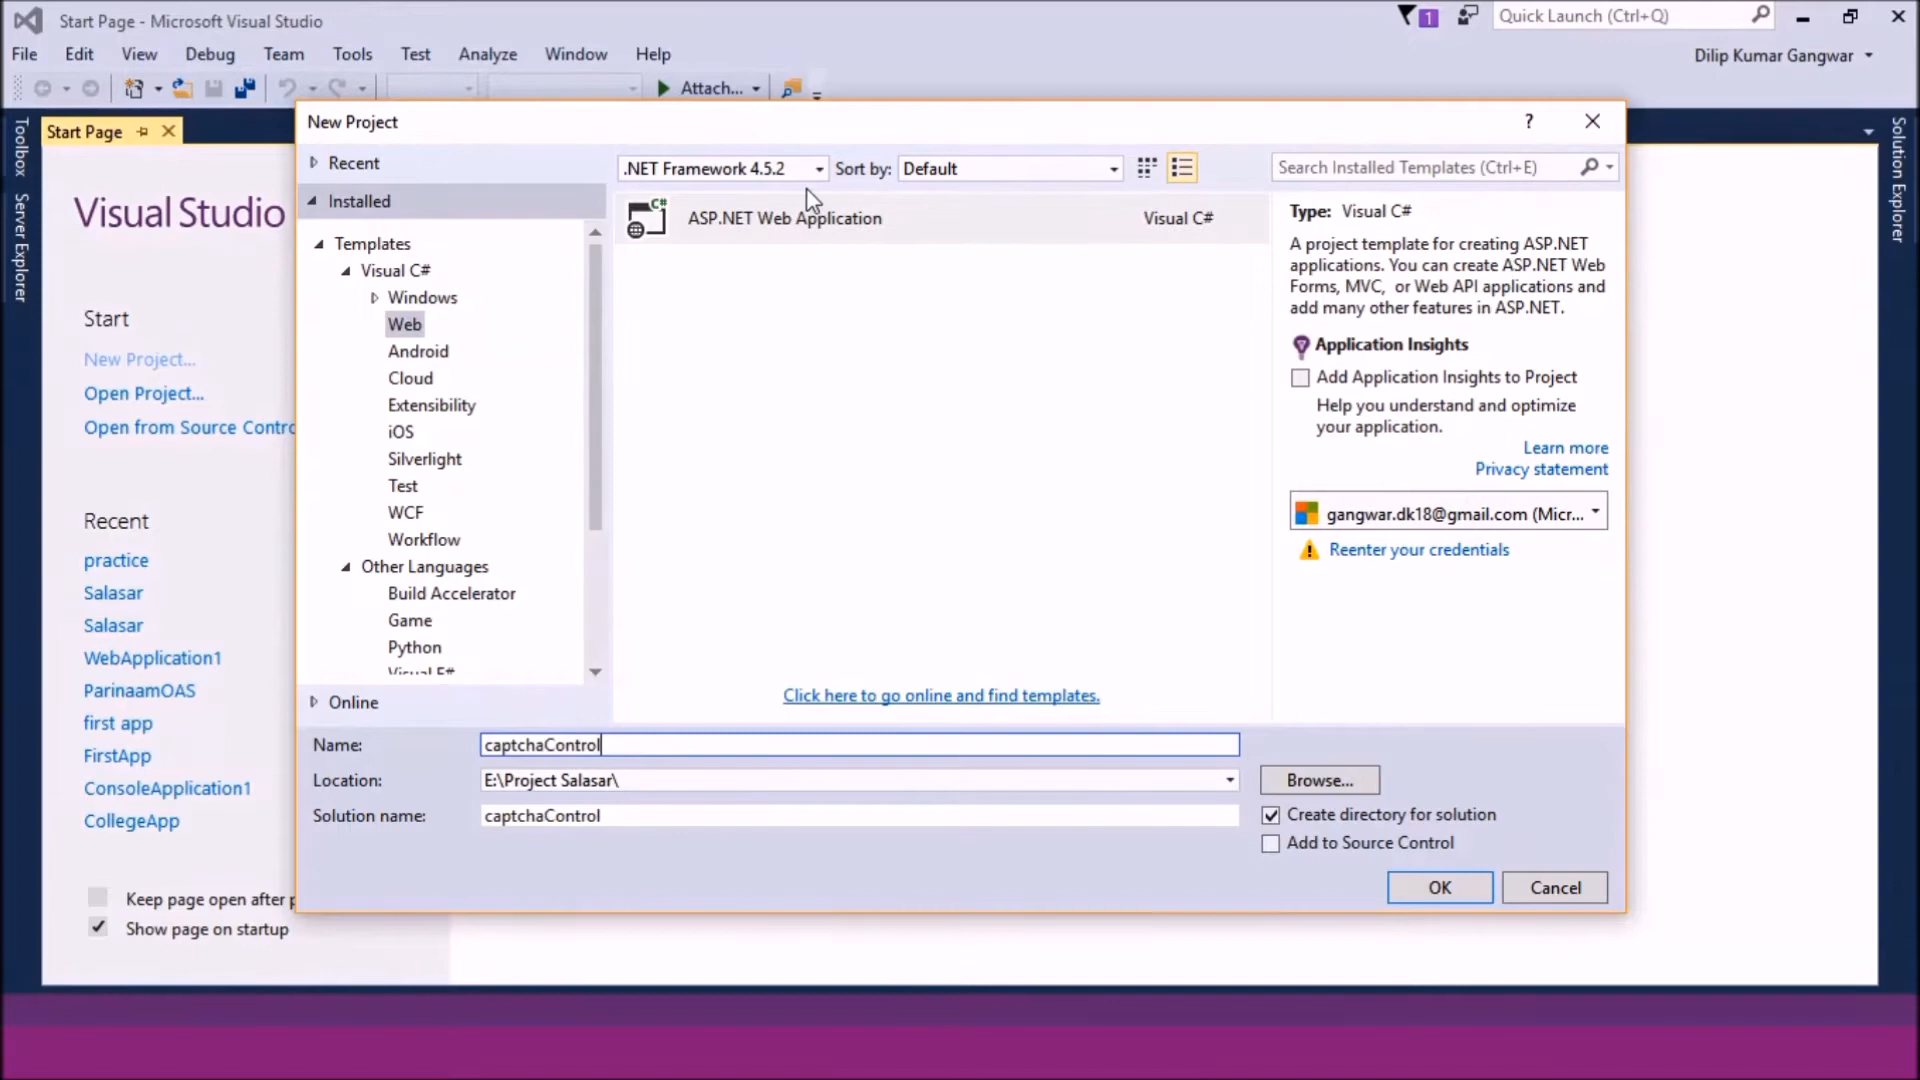 Start Page - Microsoft Visual Studio
1
Quick Launch (Ctrl+Q)
File Edit View Debug Team Tools Test Analyze Window Help
Dilip Kumar Gangwar
Attach...
Toolbox
Server Explorer
Solution Explorer
Start Page
Visual Studio
Start
New Project...
Open Project...
Open from Source Contro
Recent
practice
Salasar
Salasar
WebApplication1
ParinaamOAS
first app
FirstApp
ConsoleApplication1
CollegeApp
Keep page open after p
Show page on startup
New Project
?
Recent
Installed
Templates
Visual C#
Windows
Web
Android
Cloud
Extensibility
iOS
Silverlight
Test
WCF
Workflow
Other Languages
Build Accelerator
Game
Python
Online
.NET Framework 4.5.2
Sort by: Default
Search Installed Templates (Ctrl+E)
C#
ASP.NET Web Application
Visual C#
Click here to go online and find templates.
Type: Visual C#
A project template for creating ASP.NET
applications. You can create ASP.NET Web
Forms, MVC, or Web API applications and
add many other features in ASP.NET.
Application Insights
Add Application Insights to Project
Help you understand and optimize
your application.
Learn more
Privacy statement
gangwar.dk18@gmail.com (Micr...
Reenter your credentials
Name: captchaControl
Location: E:\Project Salasar\
Browse...
Solution name: captchaControl
Create directory for solution
Add to Source Control
OK
Cancel